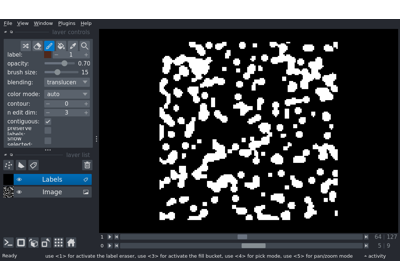 File View Window Plugins Help
layer controls
label: 1
opacity: 0.70
brush size: 15
blending: translucen
color mode: auto
contour: 0
n edit dim: 3
contiguous:
preserve labels:
show selected:
layer list
Labels
Image
1 64 127
0 5 9
Ready use <1> for activate the label eraser, use <3> for activate the fill bucket, use <4> for pick mode, use <5> for pan/zoom mode activity